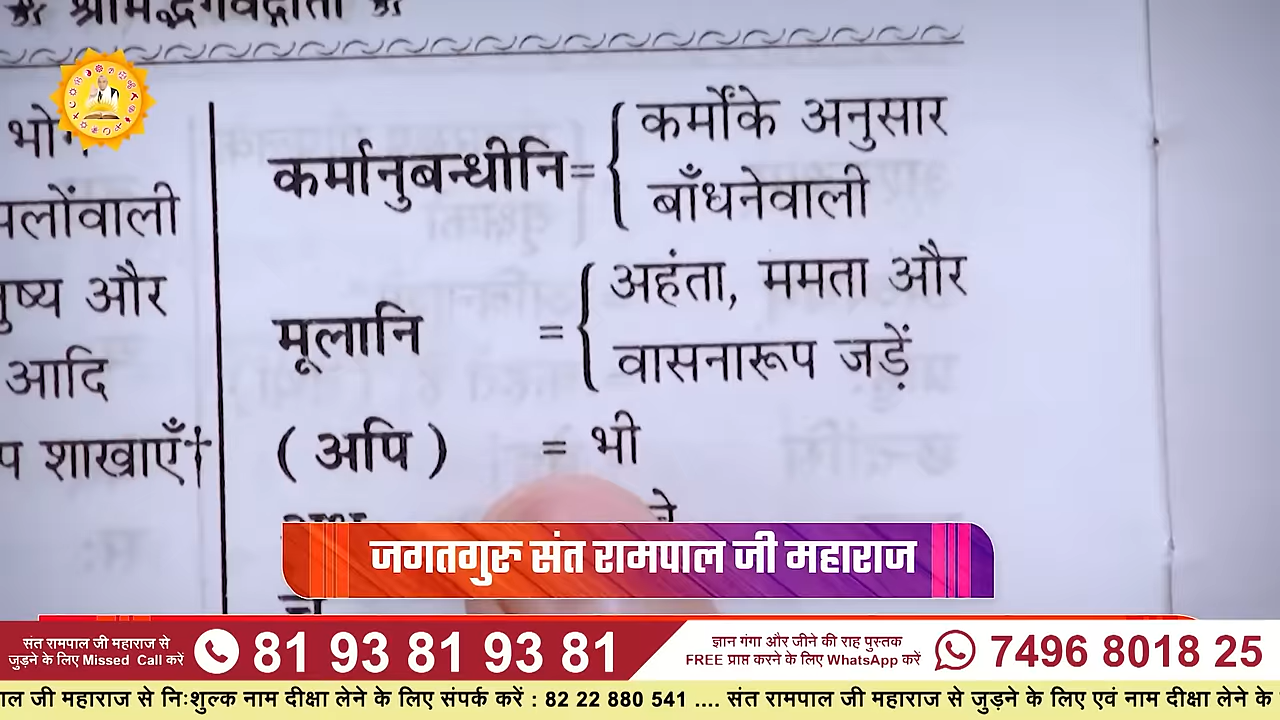 श्रीमद्भगवद्गीता
भोग
फलोंवाली
और
आदि
शाखाएँ†
कर्मानुबन्धीनि= { कर्मोंके अनुसार
बाँधनेवाली
मूलानि = { अहंता, ममता और
वासनारूप जड़ें
( अपि ) = भी
जगतगुरु संत रामपाल जी महाराज
संत रामपाल जी महाराज से
जुड़ने के लिए Missed Call करें
81 93 81 93 81
ज्ञान गंगा और जीने की राह पुस्तक
FREE प्राप्त करने के लिए WhatsApp करें
7496 8018 25
जी महाराज से निःशुल्क नाम दीक्षा लेने के लिए संपर्क करें : 82 22 880 541 .... संत रामपाल जी महाराज से जुड़ने के लिए एवं नाम दीक्षा लेने के